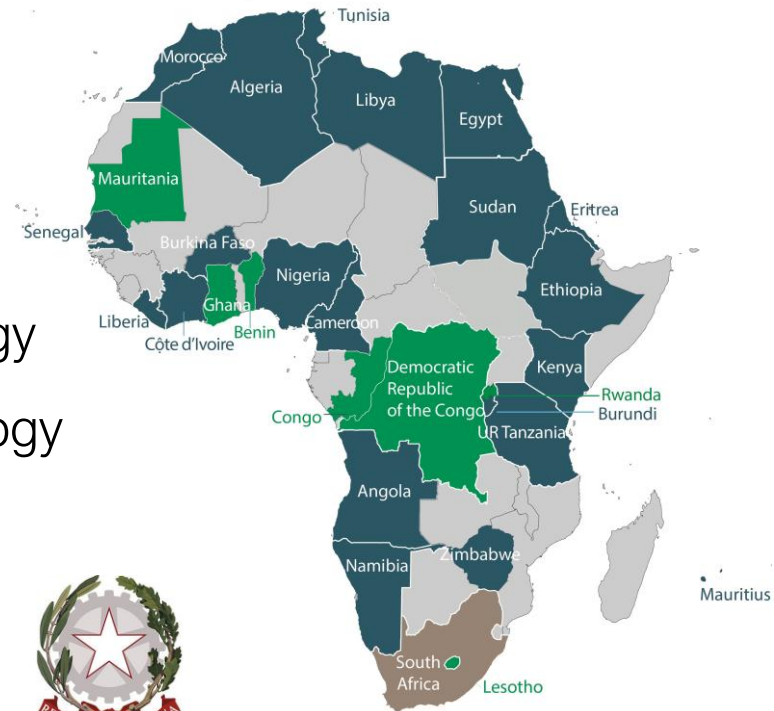 Tunisia
Morocco
Algeria
Libya
Egypt
Mauritania
Senegal
Sudan
Eritrea
Burkina Faso
Nigeria
Ethiopia
Ghana
Liberia
Côte d'Ivoire
Benin
Cameroon
gy
ogy
Democratic
Republic
of the Congo
Kenya
Congo
Rwanda
Burundi
UR Tanzania
Angola
Zimbabwe
Namibia
Mauritius
South
Africa
Lesotho